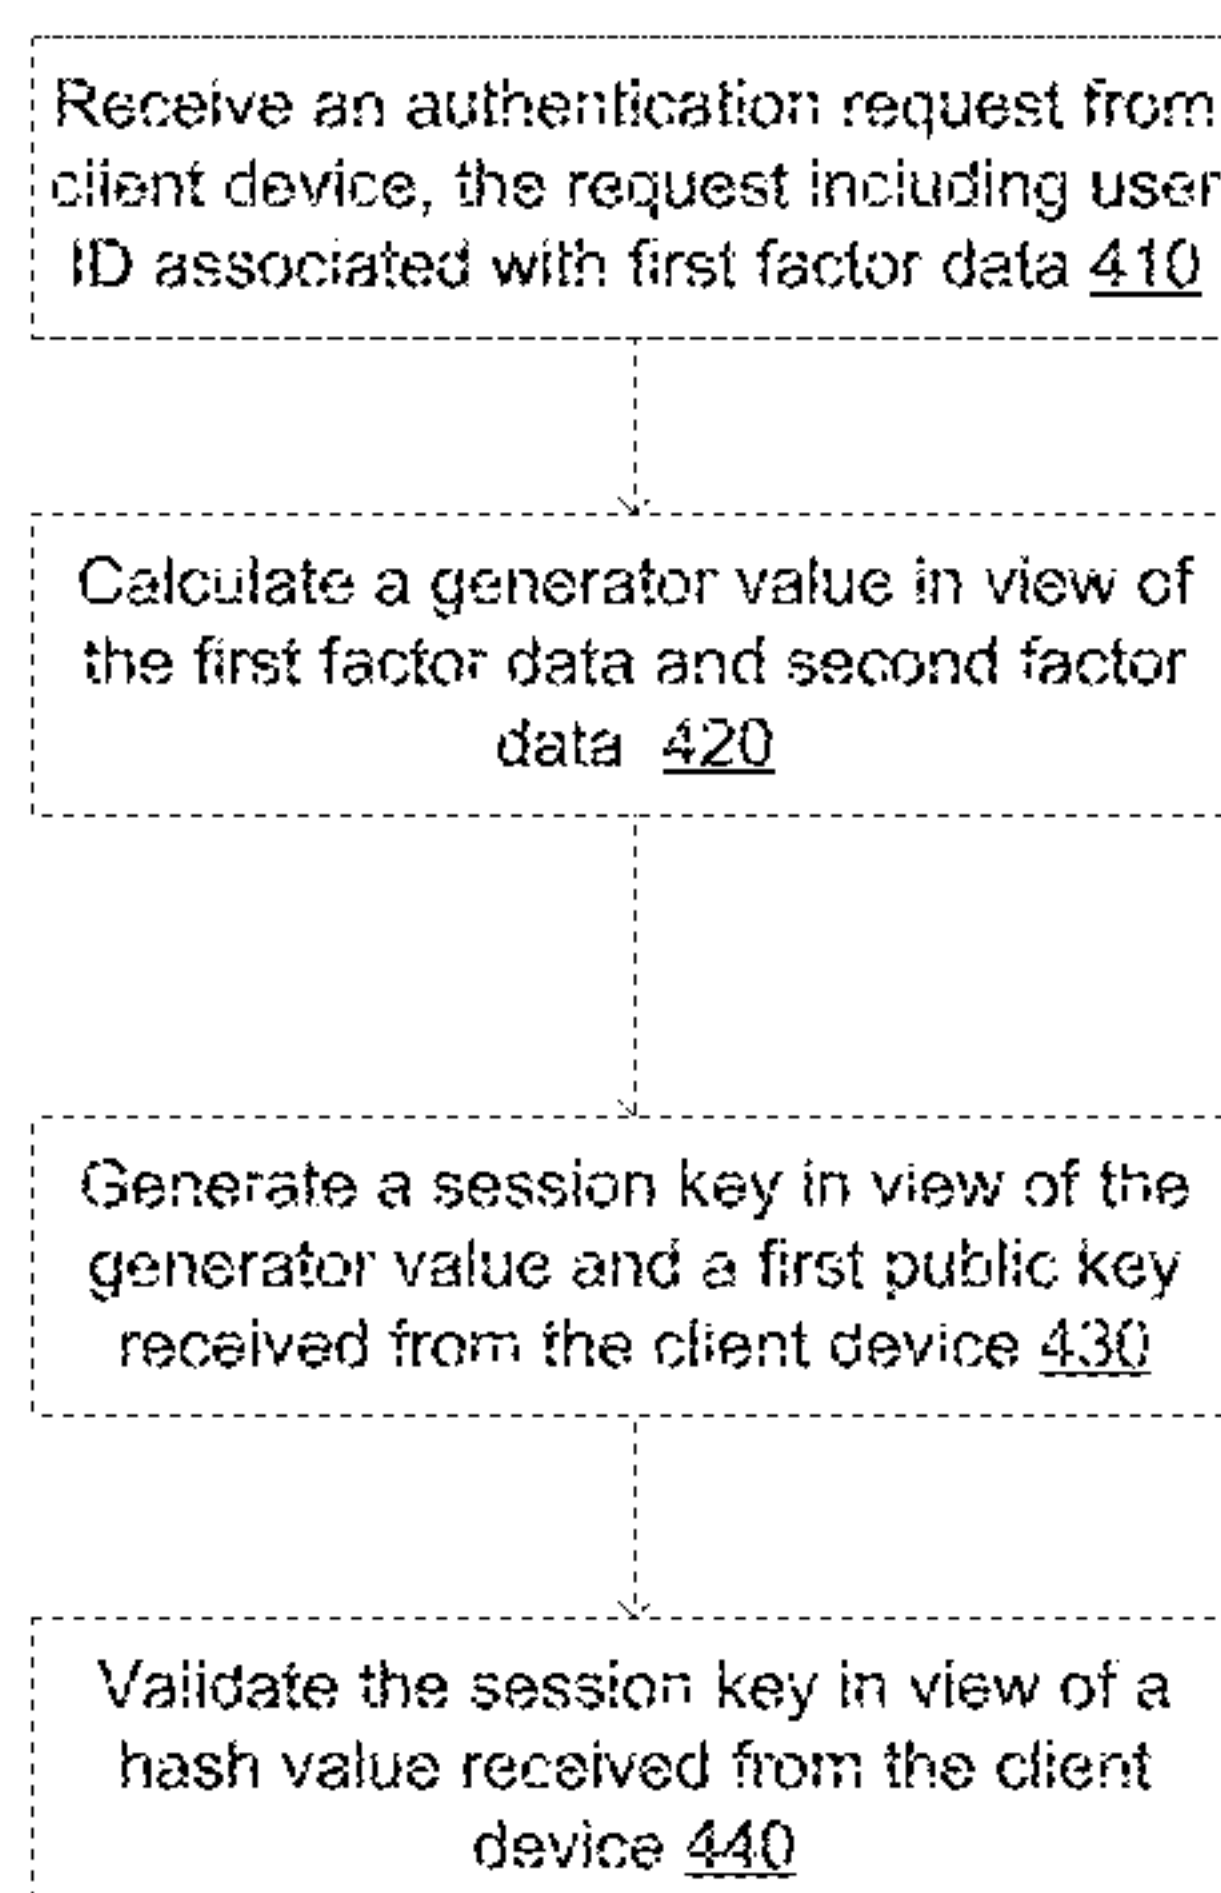 Receive an authentication request from
client device, the request including user
ID associated with first factor data 410
Calculate a generator value in view of
the first factor data and second factor
data 420
Generate a session key in view of the
generator value and a first public key
received from the client device 430
Validate the session key in view of a
hash value received from the client
device 440